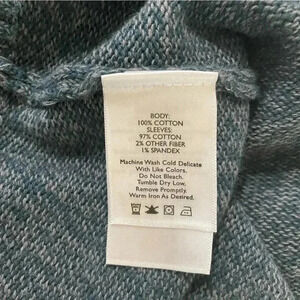 BODY:
100% COTTON
SLEEVES:
97% COTTON
2% OTHER FIBER
1% SPANDEX
Machine Wash Cold Delicate
With Like Colors.
Do Not Bleach.
Tumble Dry Low.
Remove Promptly.
Warm Iron As Desired.